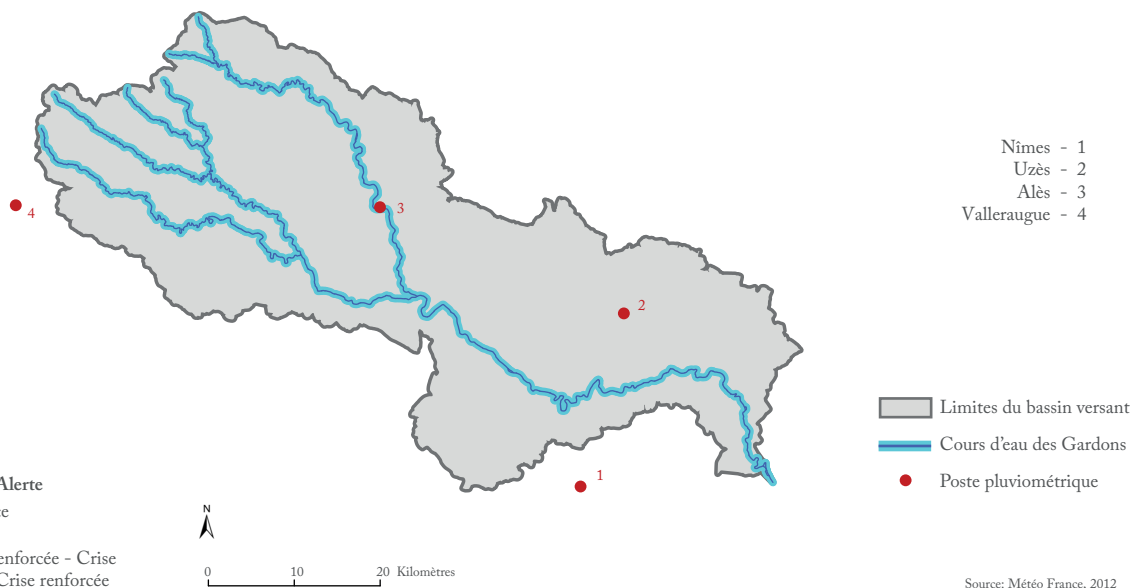 Nîmes - 1
Uzès - 2
Alès - 3
Valleraugue - 4
4
3
2
1
Limites du bassin versant
Cours d'eau des Gardons
Poste pluviométrique
Alerte
enforcée - Crise
Crise renforcée
N
0 10 20 Kilomètres
Source: Météo France, 2012